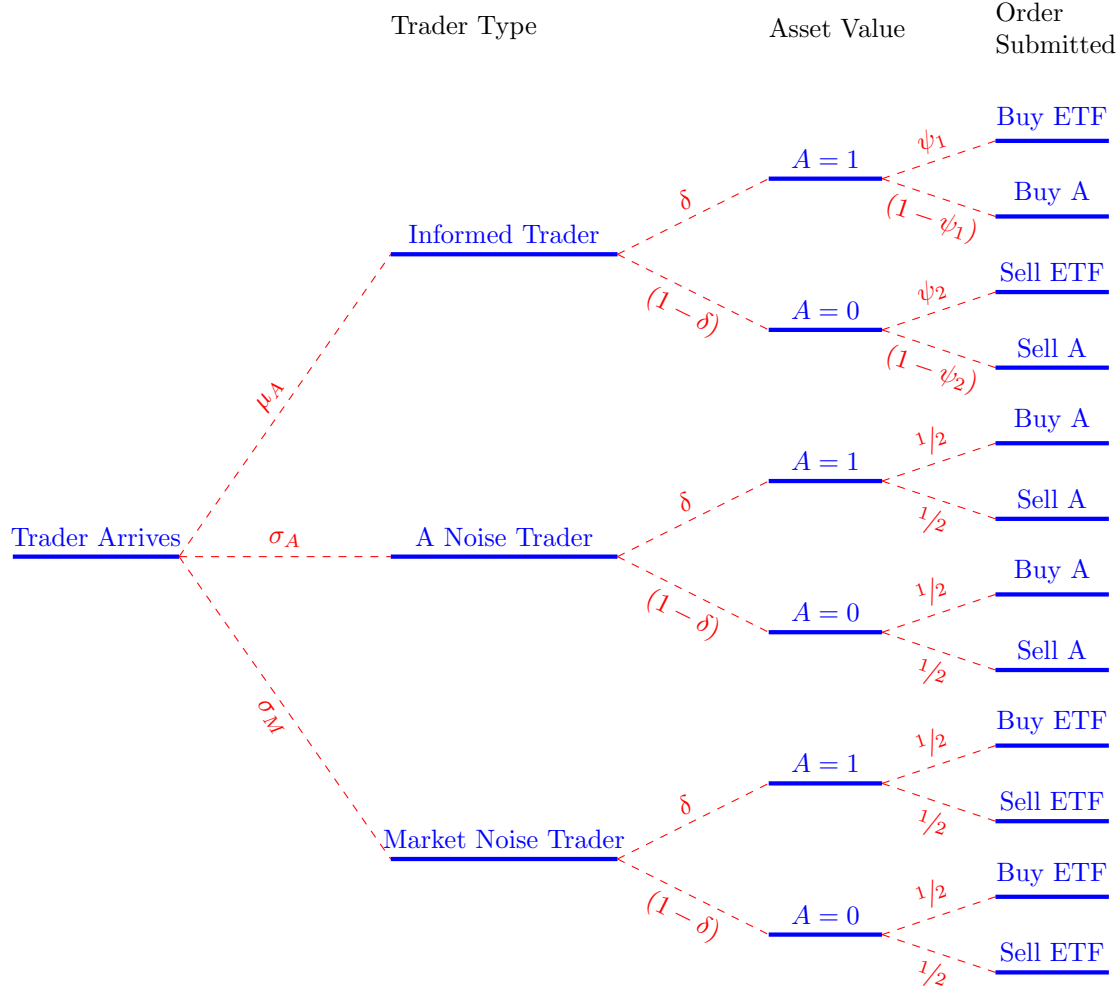 Trader Type
Asset Value
Order
Submitted
Buy ETF
ψ₁
A = 1
Buy A
(1 − ψ₁)
δ
Informed Trader
Sell ETF
ψ₂
(1 − δ)
A = 0
Sell A
(1 − ψ₂)
μ_A
Buy A
1/2
A = 1
Sell A
1/2
δ
Trader Arrives
σ_A
A Noise Trader
Buy A
1/2
(1 − δ)
A = 0
Sell A
1/2
σ_M
Buy ETF
1/2
A = 1
Sell ETF
1/2
δ
Market Noise Trader
Buy ETF
1/2
(1 − δ)
A = 0
Sell ETF
1/2